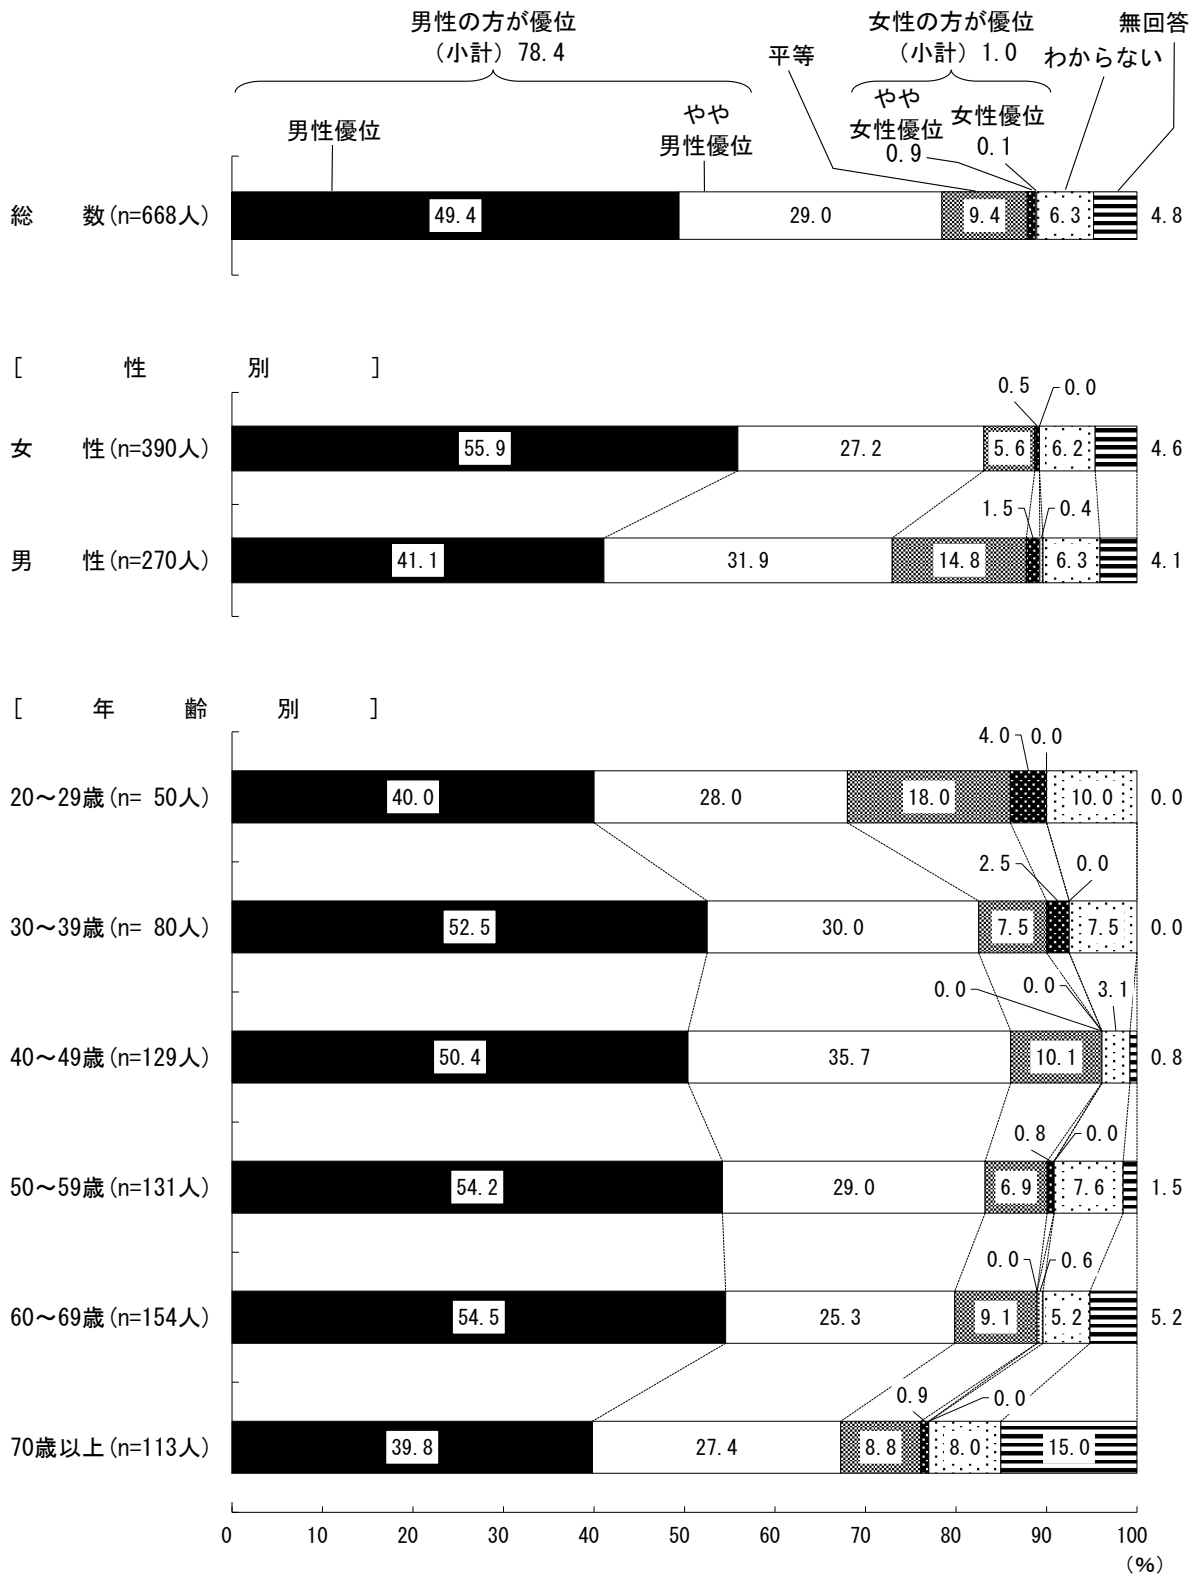 男性の方が優位 女性の方が優位 無回答
（小計）78.4 平等 （小計）1.0 わからない
男性優位 やや やや 女性優位
男性優位 女性優位
0.9 0.1
総 数(n=668人) 49.4 29.0 9.4 6.3 4.8
[ 性 別 ]
0.5 0.0
女 性(n=390人) 55.9 27.2 5.6 6.2 4.6
1.5 0.4
男 性(n=270人) 41.1 31.9 14.8 6.3 4.1
[ 年 齢 別 ]
4.0 0.0
20～29歳(n= 50人) 40.0 28.0 18.0 10.0 0.0
2.5 0.0
30～39歳(n= 80人) 52.5 30.0 7.5 7.5 0.0
0.0 0.0 3.1
40～49歳(n=129人) 50.4 35.7 10.1 0.8
0.8 0.0
50～59歳(n=131人) 54.2 29.0 6.9 7.6 1.5
0.0 0.6
60～69歳(n=154人) 54.5 25.3 9.1 5.2 5.2
0.9 0.0
70歳以上(n=113人) 39.8 27.4 8.8 8.0 15.0
0 10 20 30 40 50 60 70 80 90 100
（%）